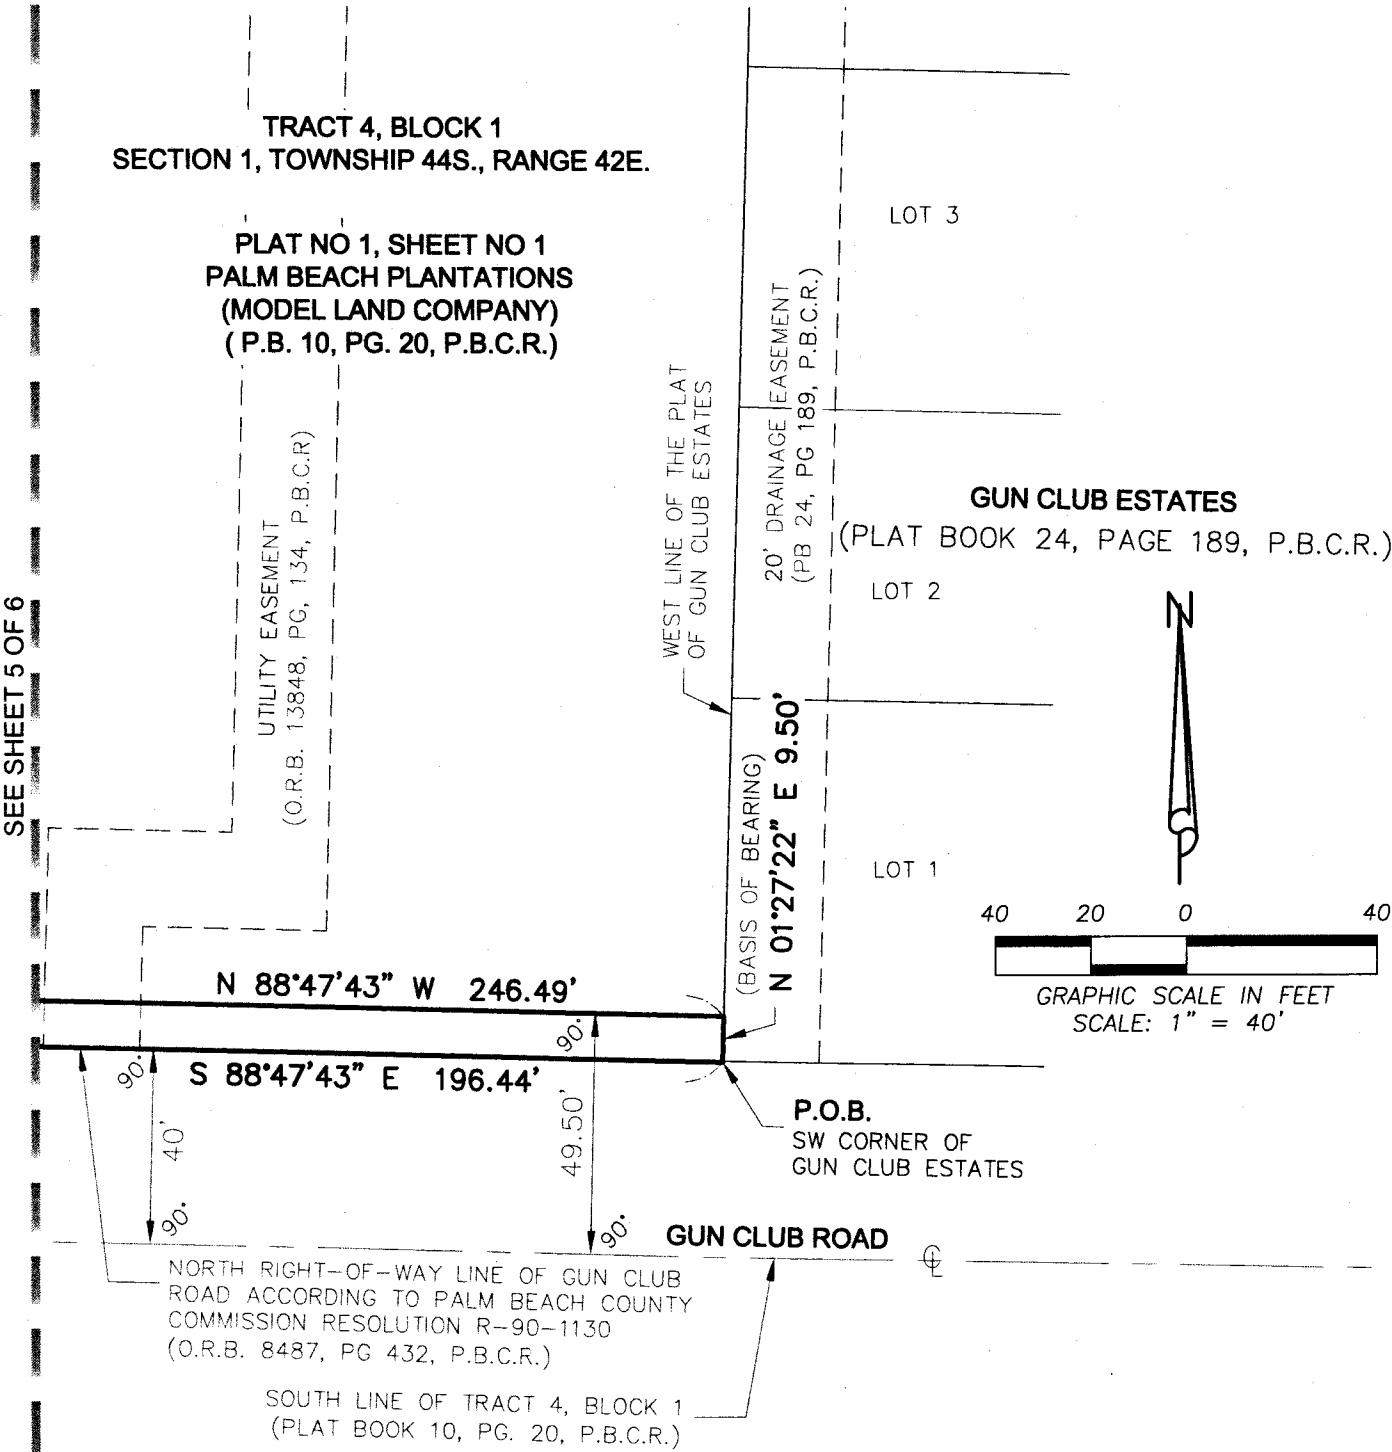 TRACT 4, BLOCK 1
SECTION 1, TOWNSHIP 44S., RANGE 42E.
PLAT NO 1, SHEET NO 1
PALM BEACH PLANTATIONS
(MODEL LAND COMPANY)
( P.B. 10, PG. 20, P.B.C.R.)
LOT 3
20' DRAINAGE EASEMENT
(PB 24, PG 189, P.B.C.R.)
WEST LINE OF THE PLAT
OF GUN CLUB ESTATES
UTILITY EASEMENT
(O.R.B. 13848, PG, 134, P.B.C.R)
GUN CLUB ESTATES
(PLAT BOOK 24, PAGE 189, P.B.C.R.)
LOT 2
N
SEE SHEET 5 OF 6
(BASIS OF BEARING)
N 01°27'22" E 9.50'
LOT 1
40 20 0 40
GRAPHIC SCALE IN FEET
SCALE: 1" = 40'
N 88°47'43" W 246.49'
90°
90°
S 88°47'43" E 196.44'
40'
49.50'
P.O.B.
SW CORNER OF
GUN CLUB ESTATES
90°
90°
GUN CLUB ROAD
℄
NORTH RIGHT-OF-WAY LINE OF GUN CLUB
ROAD ACCORDING TO PALM BEACH COUNTY
COMMISSION RESOLUTION R-90-1130
(O.R.B. 8487, PG 432, P.B.C.R.)
SOUTH LINE OF TRACT 4, BLOCK 1
(PLAT BOOK 10, PG. 20, P.B.C.R.)